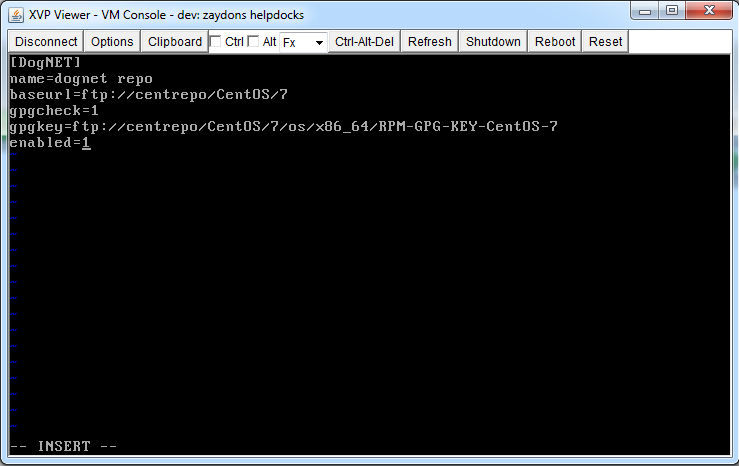 XVP Viewer - VM Console - dev: zaydons helpdocks
Disconnect Options Clipboard Ctrl Alt Fx Ctrl-Alt-Del Refresh Shutdown Reboot Reset
[DogNET]
name=dognet repo
baseurl=ftp://centrepo/CentOS/7
gpgcheck=1
gpgkey=ftp://centrepo/CentOS/7/os/x86_64/RPM-GPG-KEY-CentOS-7
enabled=1
-- INSERT --